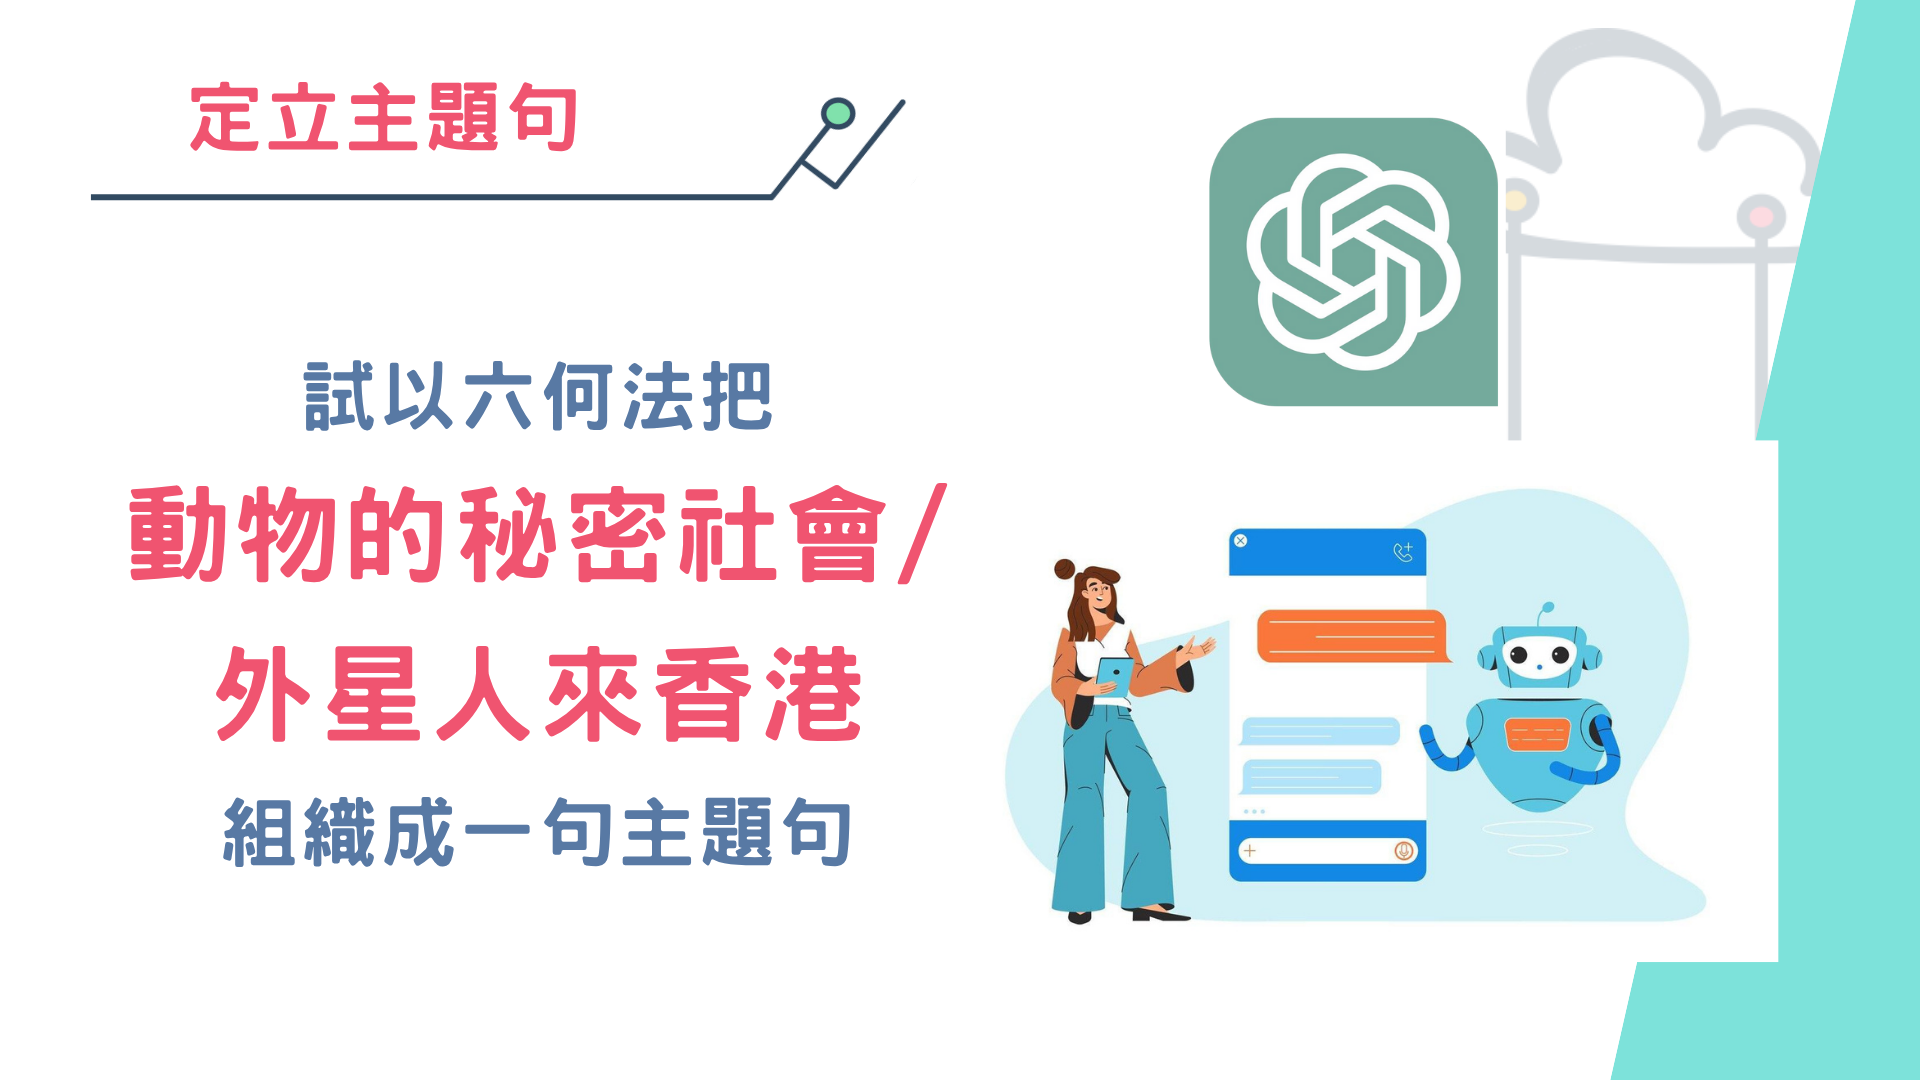 定立主題句
試以六何法把
動物的秘密社會/
外星人來香港
組織成一句主題句